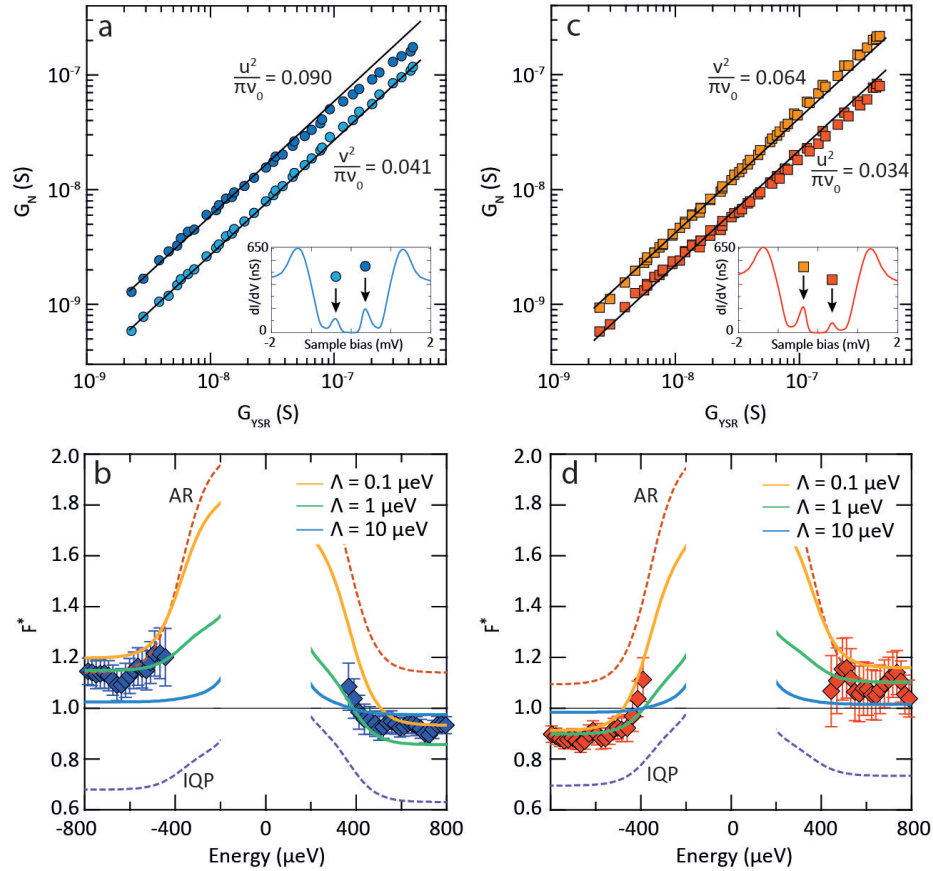 a
u²/πν₀ = 0.090
v²/πν₀ = 0.041
G_N (S)
10⁻⁷
10⁻⁸
10⁻⁹
650
dI/dV (nS)
0
-2
Sample bias (mV)
2
10⁻⁹
10⁻⁸
10⁻⁷
G_YSR (S)
c
v²/πν₀ = 0.064
u²/πν₀ = 0.034
G_N (S)
10⁻⁷
10⁻⁸
10⁻⁹
650
dI/dV (nS)
0
-2
Sample bias (mV)
2
10⁻⁹
10⁻⁸
10⁻⁷
G_YSR (S)
b
AR
Λ = 0.1 µeV
Λ = 1 µeV
Λ = 10 µeV
IQP
F*
2.0
1.8
1.6
1.4
1.2
1.0
0.8
0.6
-800
-400
0
400
800
Energy (µeV)
d
AR
Λ = 0.1 µeV
Λ = 1 µeV
Λ = 10 µeV
IQP
F*
2.0
1.8
1.6
1.4
1.2
1.0
0.8
0.6
-400
0
400
800
Energy (µeV)